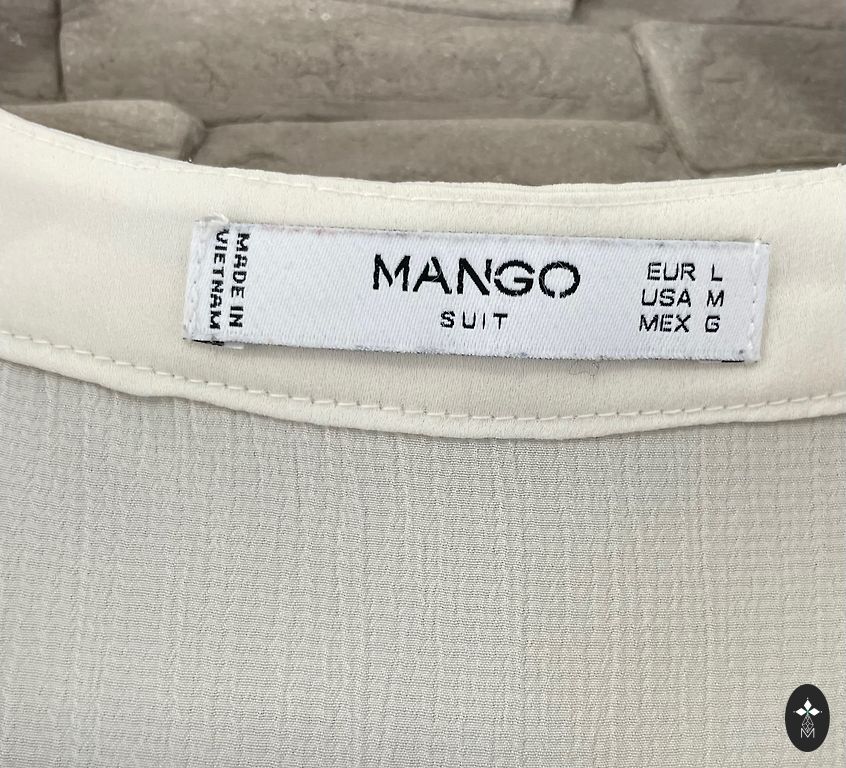 MADE IN
VIETNAM
MANGO
SUIT
EUR L
USA M
MEX G
M